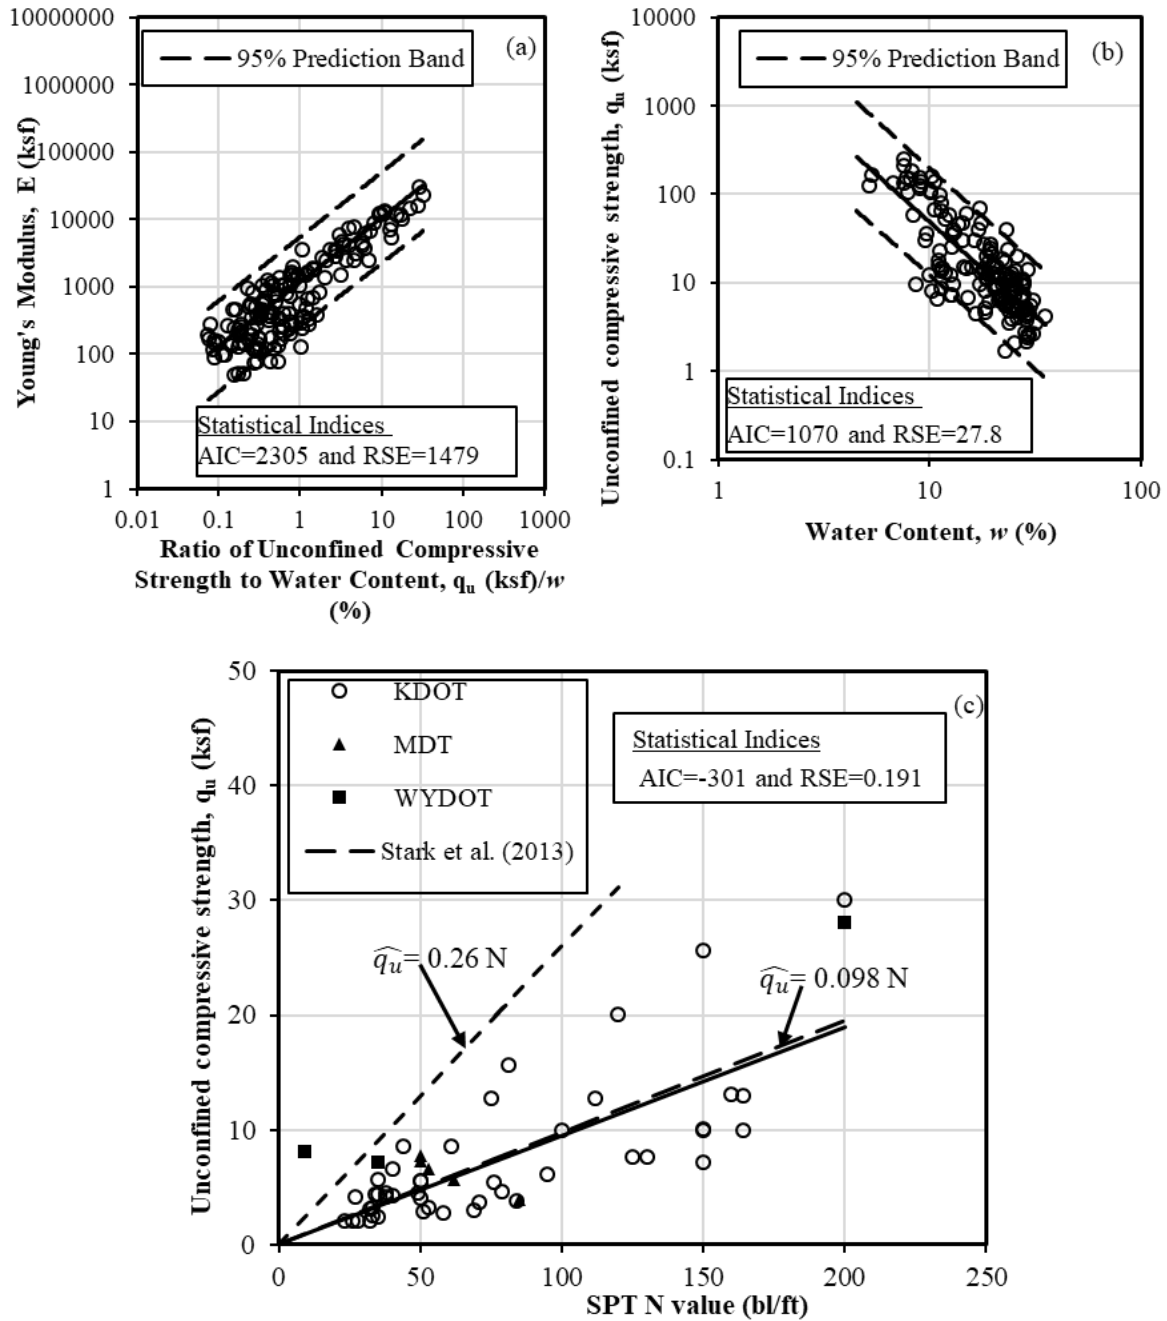 10000000
1000000
100000
10000
1000
100
10
1
95% Prediction Band
(a)
Young's Modulus, E (ksf)
Statistical Indices
AIC=2305 and RSE=1479
0.01 0.1 1 10 100 1000
Ratio of Unconfined Compressive
Strength to Water Content, qu (ksf)/w
(%)
10000
1000
100
10
1
0.1
95% Prediction Band
(b)
Unconfined compressive strength, qu (ksf)
Statistical Indices
AIC=1070 and RSE=27.8
1 10 100
Water Content, w (%)
50
40
30
20
10
0
KDOT
MDT
WYDOT
Stark et al. (2013)
(c)
Statistical Indices
AIC=-301 and RSE=0.191
Unconfined compressive strength, qu (ksf)
q̂u= 0.26 N
q̂u= 0.098 N
0 50 100 150 200 250
SPT N value (bl/ft)